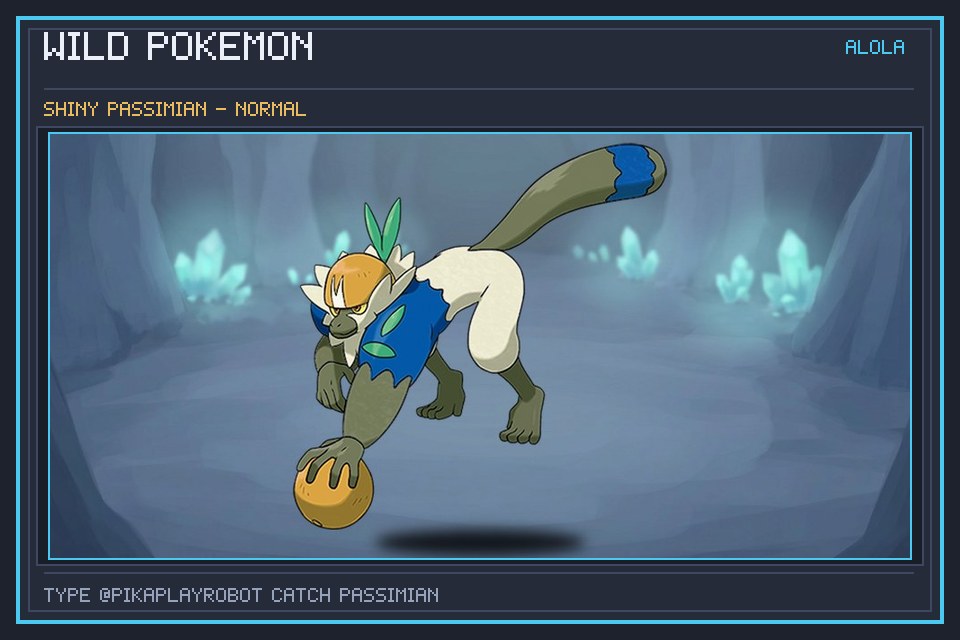 WILD POKEMON
ALOLA
SHINY PASSIMIAN - NORMAL
TYPE @PIKAPLAYROBOT CATCH PASSIMIAN